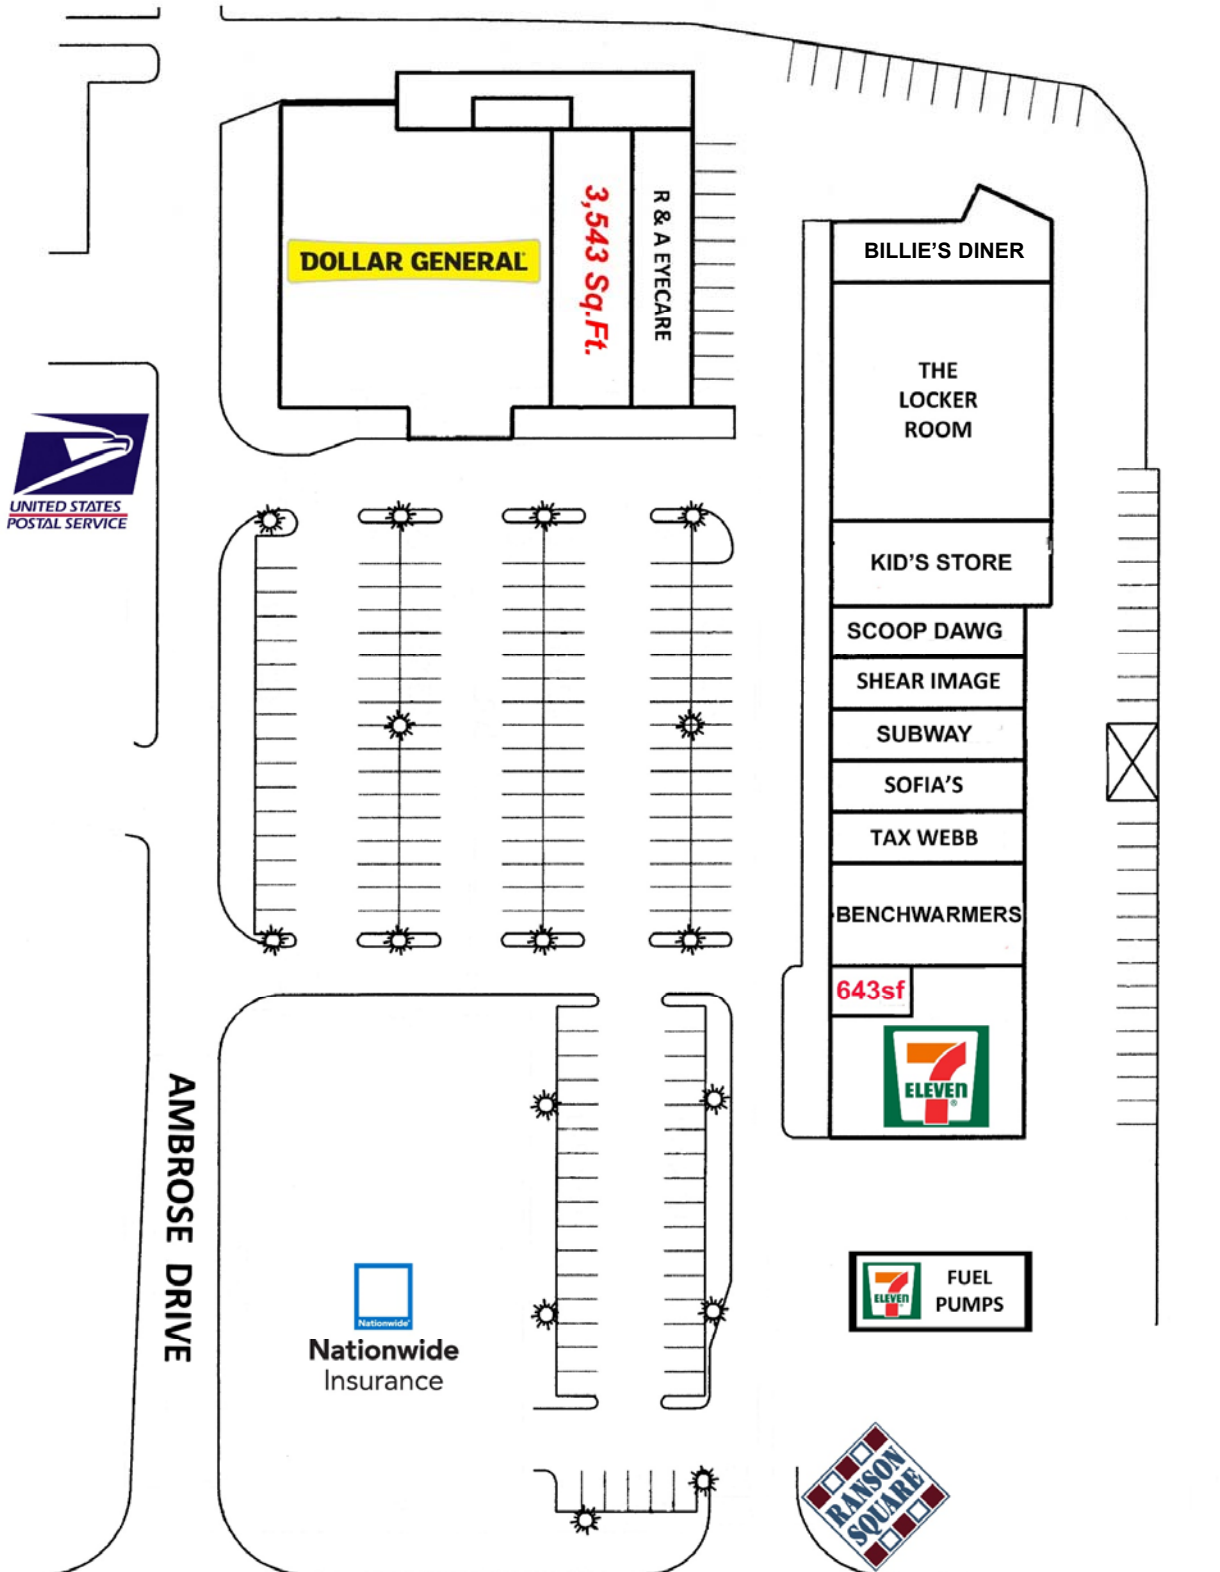 DOLLAR GENERAL
3,543 Sq.Ft.
R & A EYECARE
BILLIE'S DINER
THE
LOCKER
ROOM
UNITED STATES
POSTAL SERVICE
KID'S STORE
SCOOP DAWG
SHEAR IMAGE
SUBWAY
SOFIA'S
TAX WEBB
BENCHWARMERS
643sf
7
ELEVEN
®
AMBROSE DRIVE
7
ELEVEN
FUEL
PUMPS
Nationwide®
Nationwide
Insurance
RANSON
SQUARE